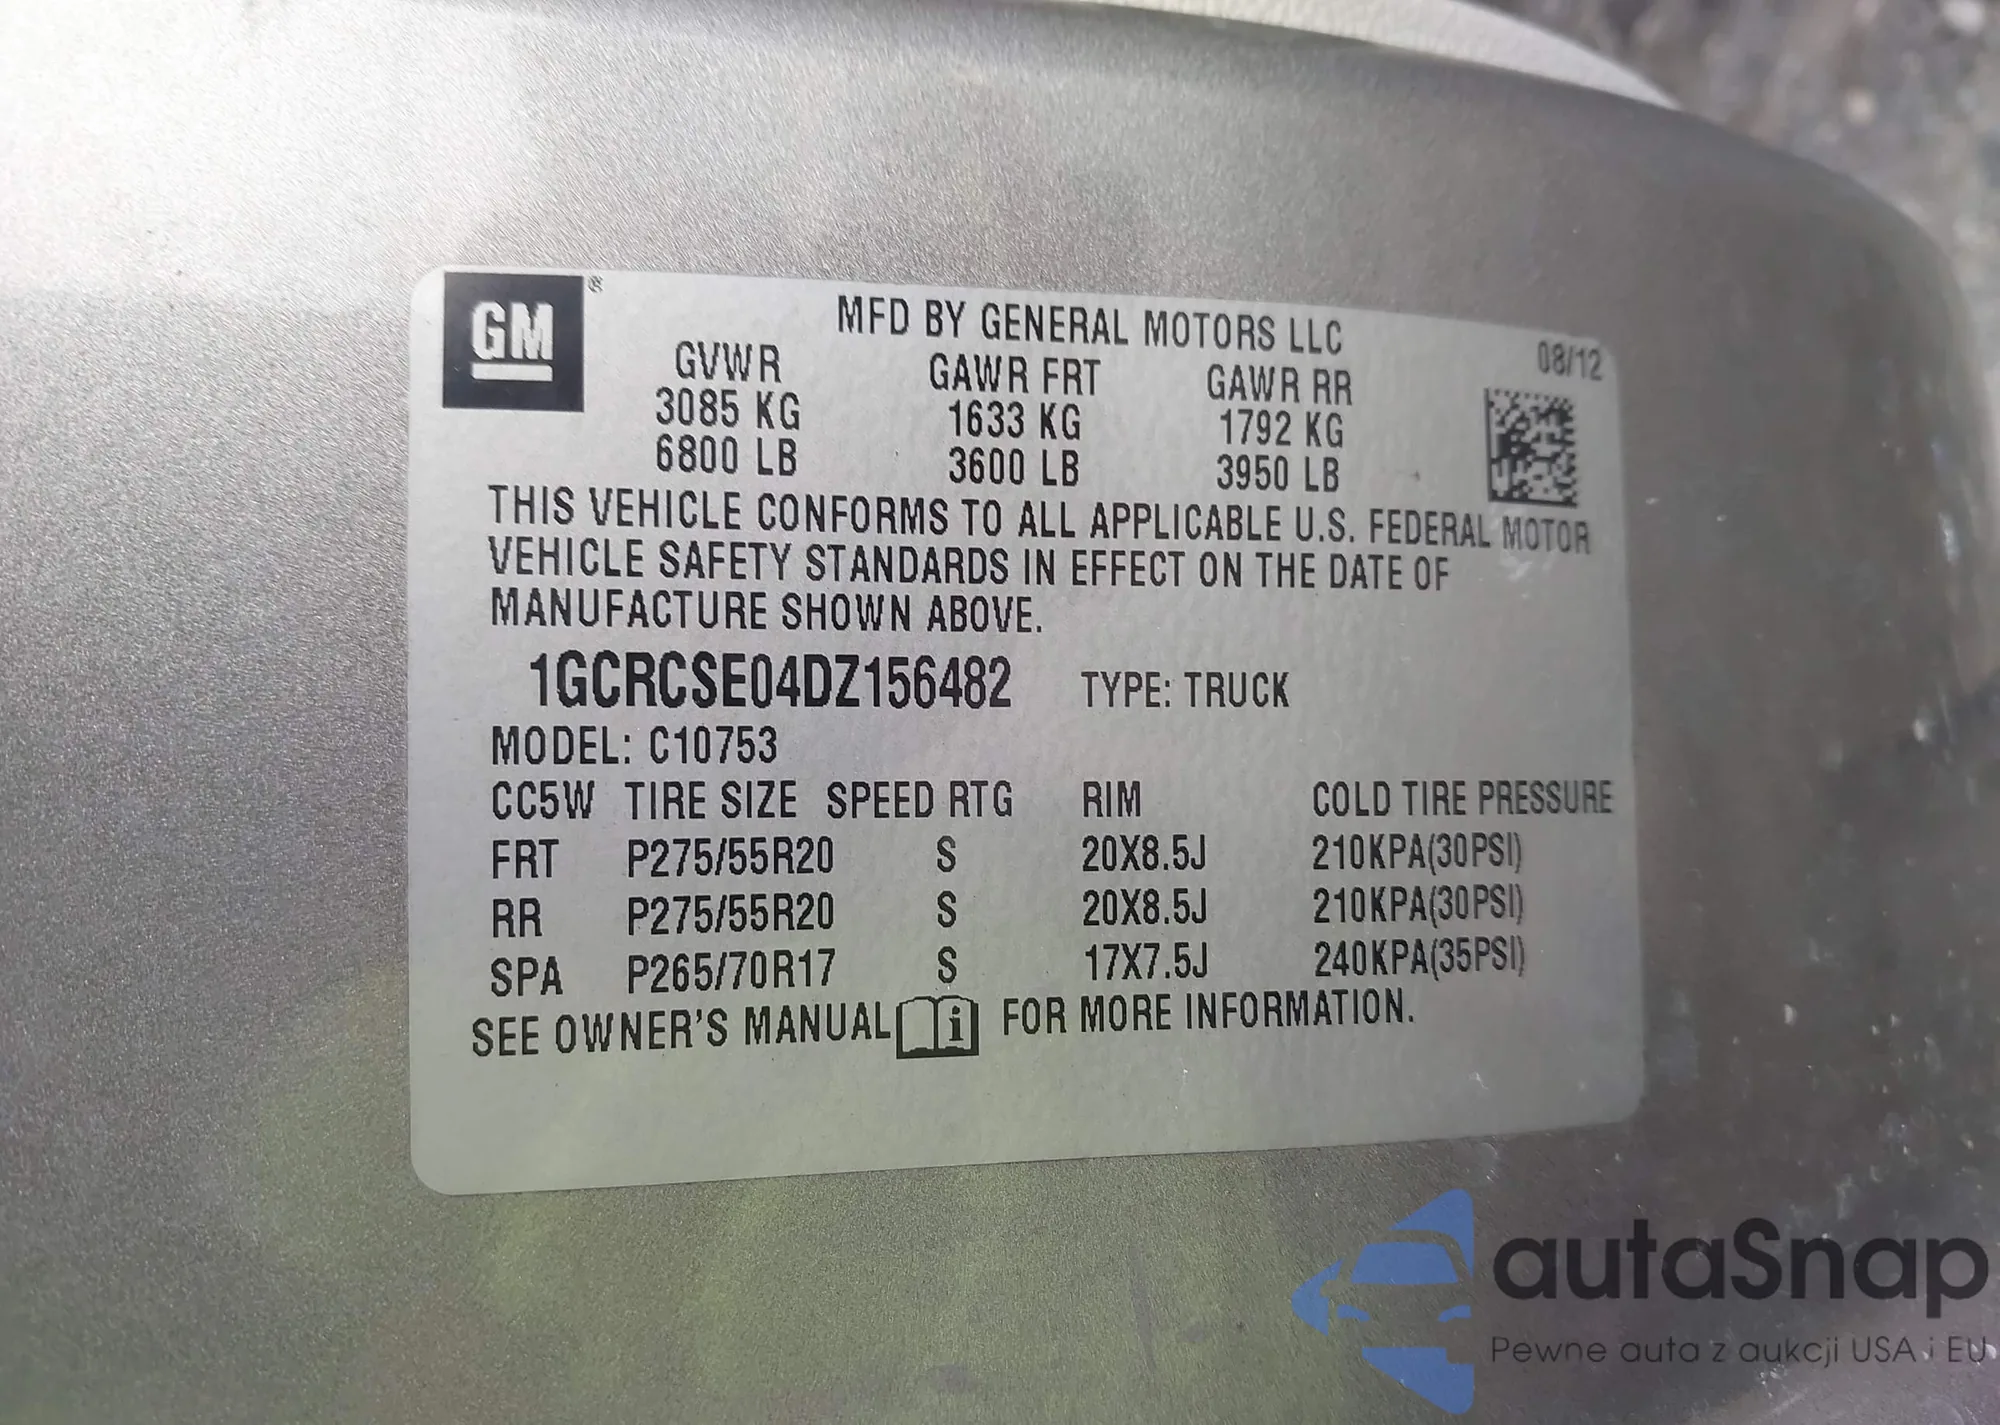 GM ®
MFD BY GENERAL MOTORS LLC
08/12
GVWR GAWR FRT GAWR RR
3085 KG 1633 KG 1792 KG
6800 LB 3600 LB 3950 LB
THIS VEHICLE CONFORMS TO ALL APPLICABLE U.S. FEDERAL MOTOR
VEHICLE SAFETY STANDARDS IN EFFECT ON THE DATE OF
MANUFACTURE SHOWN ABOVE.
1GCRCSE04DZ156482 TYPE: TRUCK
MODEL: C10753
CC5W TIRE SIZE SPEED RTG RIM COLD TIRE PRESSURE
FRT P275/55R20 S 20X8.5J 210KPA(30PSI)
RR P275/55R20 S 20X8.5J 210KPA(30PSI)
SPA P265/70R17 S 17X7.5J 240KPA(35PSI)
SEE OWNER'S MANUAL i FOR MORE INFORMATION.
autaSnap
Pewne auta z aukcji USA i EU